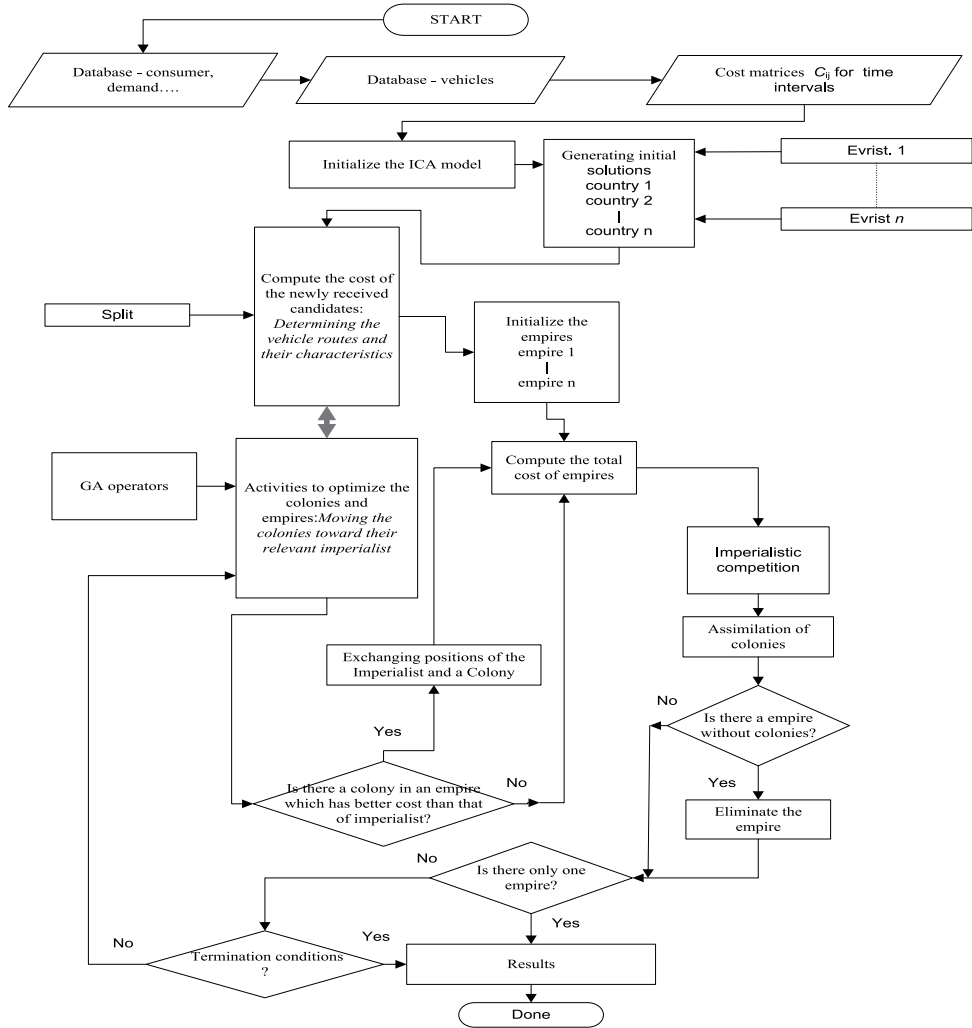 START
Database - consumer,
demand….
Database - vehicles
Cost matrices Cij for time
intervals
Initialize the ICA model
Generating initial
solutions
country 1
country 2
country n
Evrist. 1
Evrist n
Compute the cost of
the newly received
candidates:
Determining the
vehicle routes and
their characteristics
Split
Initialize the
empires
empire 1
empire n
GA operators
Activities to optimize the
colonies and
empires:Moving the
colonies toward their
relevant imperialist
Compute the total
cost of empires
Imperialistic
competition
Assimilation of
colonies
Exchanging positions of the
Imperialist and a Colony
No
Is there a empire
without colonies?
Yes
Yes
Is there a colony in an empire
which has better cost than that
of imperialist?
No
Eliminate the
empire
No
Is there only one
empire?
Yes
No
Termination conditions
?
Yes
Results
Done